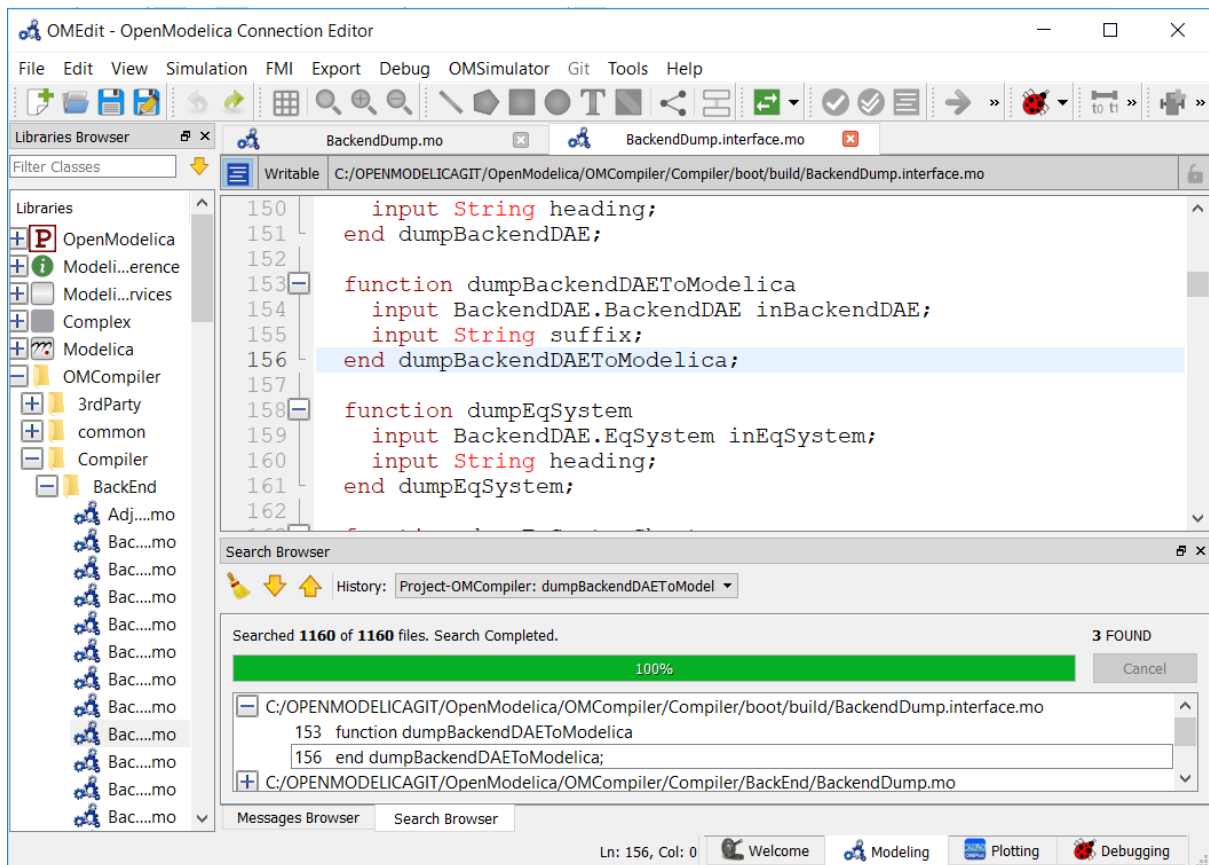 OMEdit - OpenModelica Connection Editor
File Edit View Simulation FMI Export Debug OMSimulator Git Tools Help
T to t1 » »
Libraries Browser
BackendDump.mo
BackendDump.interface.mo
Filter Classes
Writable C:/OPENMODELICAGIT/OpenModelica/OMCompiler/Compiler/boot/build/BackendDump.interface.mo
Libraries
P OpenModelica
i Modeli...erence
Modeli...rvices
Complex
Modelica
OMCompiler
3rdParty
common
Compiler
BackEnd
Adj....mo
Bac....mo
Bac....mo
Bac....mo
Bac....mo
Bac....mo
Bac....mo
Bac....mo
Bac....mo
Bac....mo
Bac....mo
Bac....mo
150 input String heading;
151 end dumpBackendDAE;
152
153 function dumpBackendDAEToModelica
154 input BackendDAE.BackendDAE inBackendDAE;
155 input String suffix;
156 end dumpBackendDAEToModelica;
157
158 function dumpEqSystem
159 input BackendDAE.EqSystem inEqSystem;
160 input String heading;
161 end dumpEqSystem;
162
Search Browser
History: Project-OMCompiler: dumpBackendDAEToModel
Searched 1160 of 1160 files. Search Completed. 3 FOUND
100% Cancel
C:/OPENMODELICAGIT/OpenModelica/OMCompiler/Compiler/boot/build/BackendDump.interface.mo
153 function dumpBackendDAEToModelica
156 end dumpBackendDAEToModelica;
C:/OPENMODELICAGIT/OpenModelica/OMCompiler/Compiler/BackEnd/BackendDump.mo
Messages Browser Search Browser
Ln: 156, Col: 0 Welcome Modeling Plotting Debugging